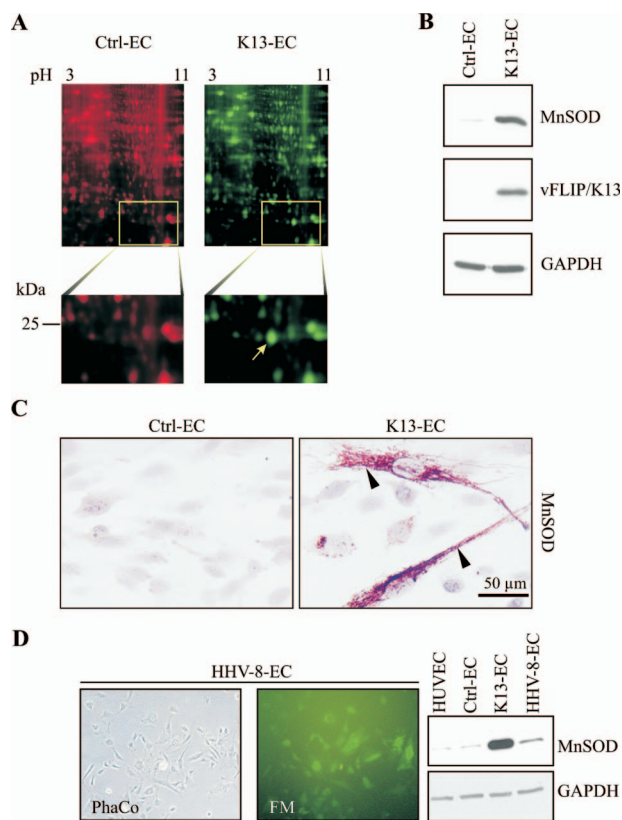 A
Ctrl-EC
K13-EC
pH 3 11 3 11
kDa
25
B
Ctrl-EC
K13-EC
MnSOD
vFLIP/K13
GAPDH
C
Ctrl-EC
K13-EC
MnSOD
50 µm
D
HHV-8-EC
PhaCo
FM
HUVEC
Ctrl-EC
K13-EC
HHV-8-EC
MnSOD
GAPDH